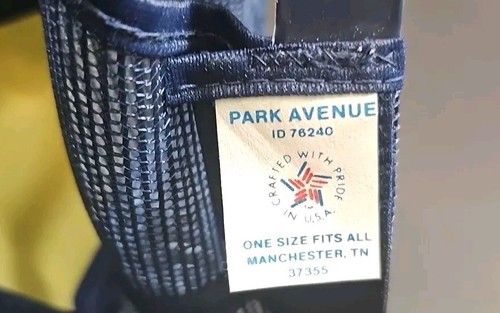 PARK AVENUE
ID 76240
CRAFTED WITH PRIDE
IN U.S.A.
ONE SIZE FITS ALL
MANCHESTER, TN
37355